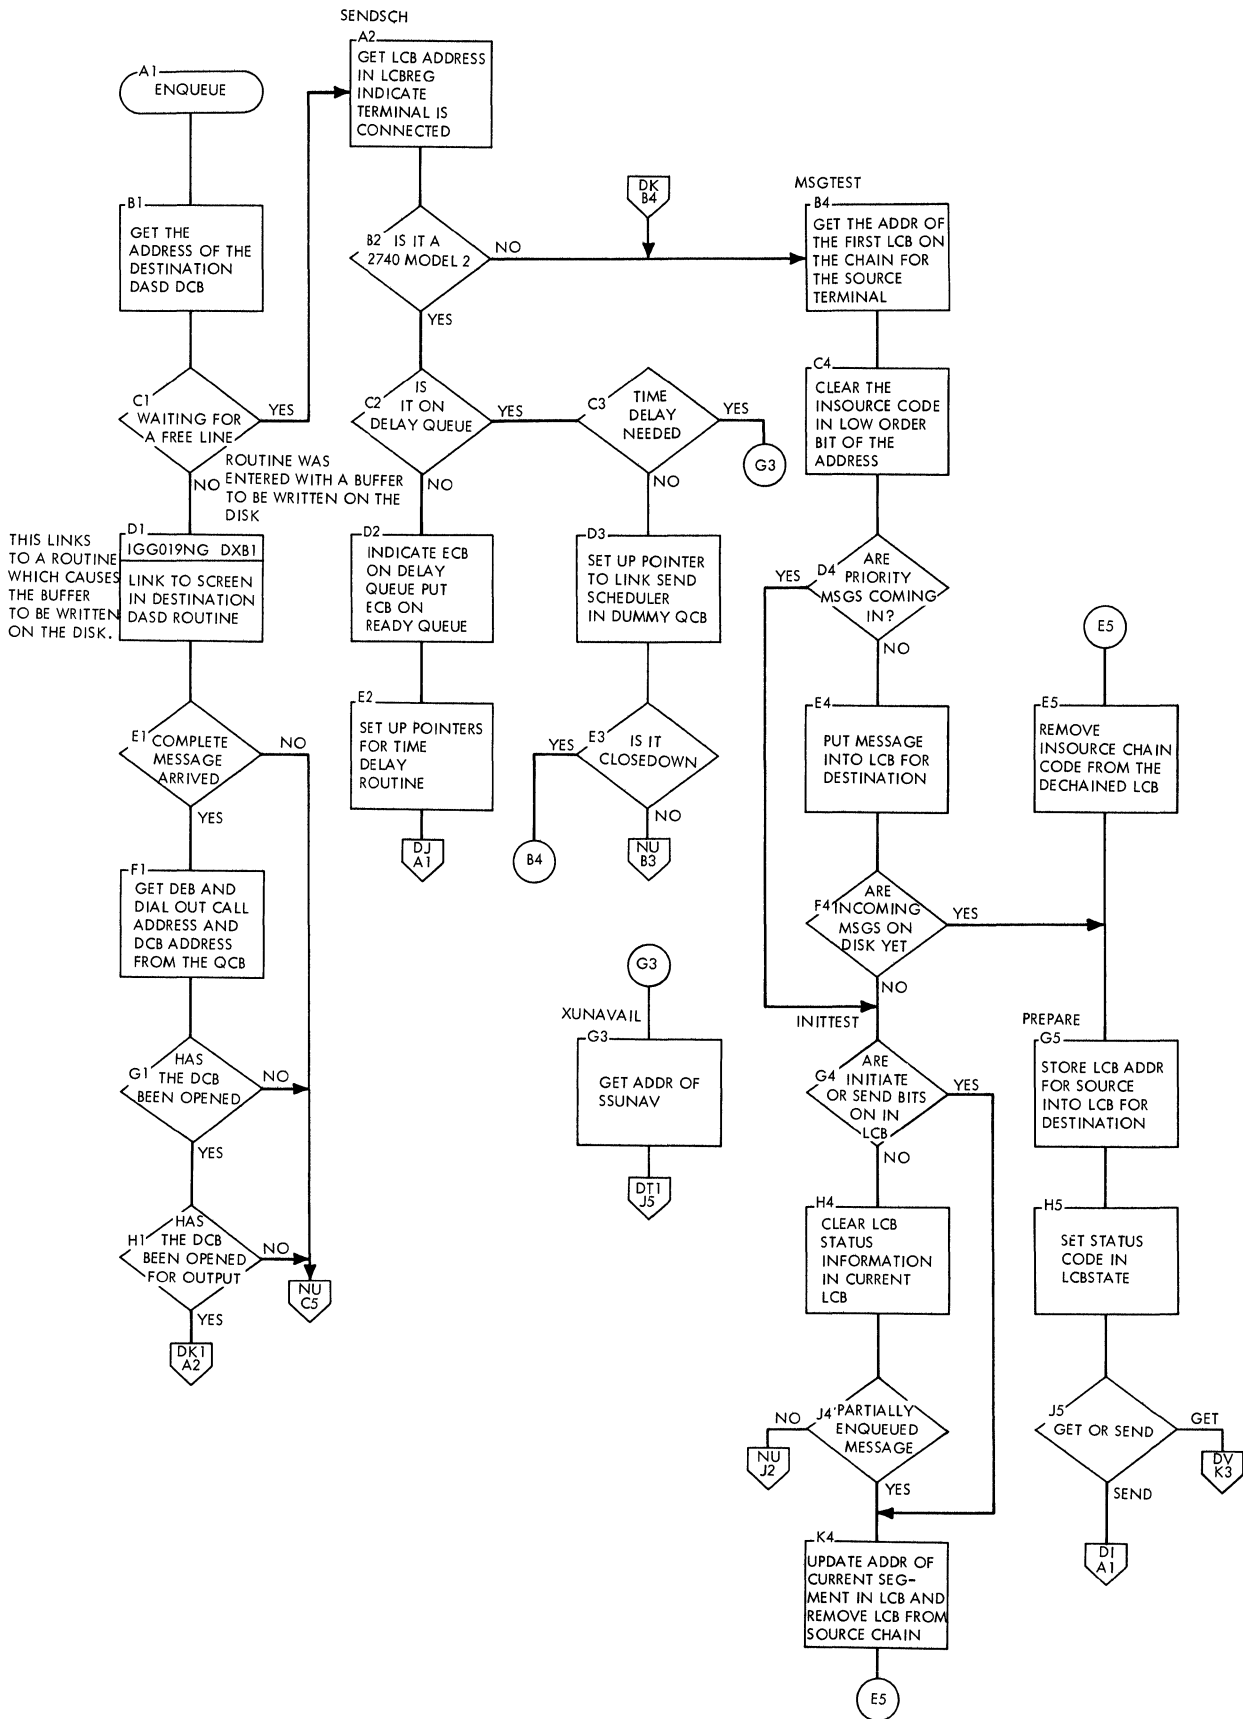 SENDSCH
A1
ENQUEUE
A2
GET LCB ADDRESS
IN LCBREG
INDICATE
TERMINAL IS
CONNECTED
B1
GET THE
ADDRESS OF THE
DESTINATION
DASD DCB
B2 IS IT A
2740 MODEL 2
NO
YES
DK
B4
MSGTEST
B4
GET THE ADDR OF
THE FIRST LCB ON
THE CHAIN FOR
THE SOURCE
TERMINAL
C1
WAITING FOR
A FREE LINE
YES
NO
ROUTINE WAS
ENTERED WITH A BUFFER
TO BE WRITTEN ON THE
DISK
C2
IS
IT ON
DELAY QUEUE
YES
NO
C3
TIME
DELAY
NEEDED
YES
G3
NO
C4
CLEAR THE
INSOURCE CODE
IN LOW ORDER
BIT OF THE
ADDRESS
THIS LINKS
TO A ROUTINE
WHICH CAUSES
THE BUFFER
TO BE WRITTEN
ON THE DISK.
D1
IGG019NG DXB1
LINK TO SCREEN
IN DESTINATION
DASD ROUTINE
D2
INDICATE ECB
ON DELAY
QUEUE PUT
ECB ON
READY QUEUE
D3
SET UP POINTER
TO LINK SEND
SCHEDULER
IN DUMMY QCB
D4
ARE
PRIORITY
MSGS COMING
IN?
YES
NO
E5
E1
COMPLETE
MESSAGE
ARRIVED
NO
YES
E2
SET UP POINTERS
FOR TIME
DELAY
ROUTINE
DJ
A1
E3
IS IT
CLOSEDOWN
YES
B4
NO
NU
B3
E4
PUT MESSAGE
INTO LCB FOR
DESTINATION
E5
REMOVE
INSOURCE CHAIN
CODE FROM THE
DECHAINED LCB
F1
GET DEB AND
DIAL OUT CALL
ADDRESS AND
DCB ADDRESS
FROM THE QCB
F4
ARE
INCOMING
MSGS ON
DISK YET
YES
NO
G3
XUNAVAIL
G3
GET ADDR OF
SSUNAV
DT1
J5
INITTEST
G1
HAS
THE DCB
BEEN OPENED
NO
YES
G4
ARE
INITIATE
OR SEND BITS
ON IN
LCB
YES
NO
PREPARE
G5
STORE LCB ADDR
FOR SOURCE
INTO LCB FOR
DESTINATION
H1
HAS
THE DCB
BEEN OPENED
FOR OUTPUT
NO
YES
NU
C5
DK1
A2
H4
CLEAR LCB
STATUS
INFORMATION
IN CURRENT
LCB
H5
SET STATUS
CODE IN
LCBSTATE
J4
PARTIALLY
ENQUEUED
MESSAGE
NO
NU
J2
YES
J5
GET OR SEND
GET
DV
K3
SEND
DI
A1
K4
UPDATE ADDR OF
CURRENT SEG-
MENT IN LCB AND
REMOVE LCB FROM
SOURCE CHAIN
E5